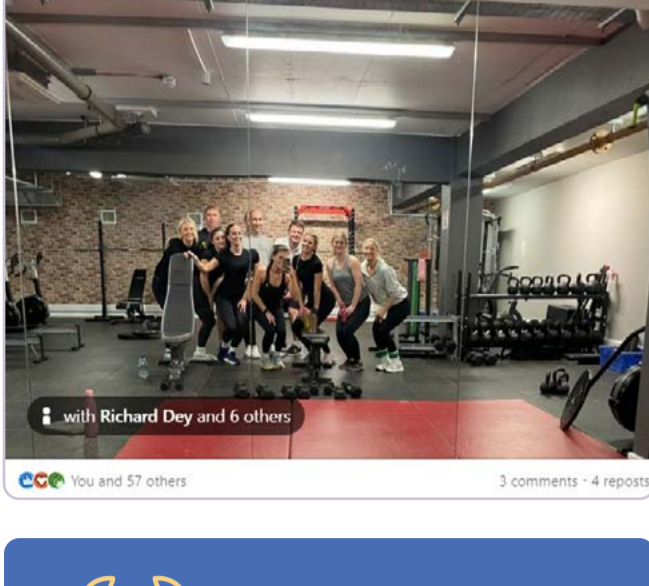 with Richard Dey and 6 others
You and 57 others
3 comments · 4 reposts